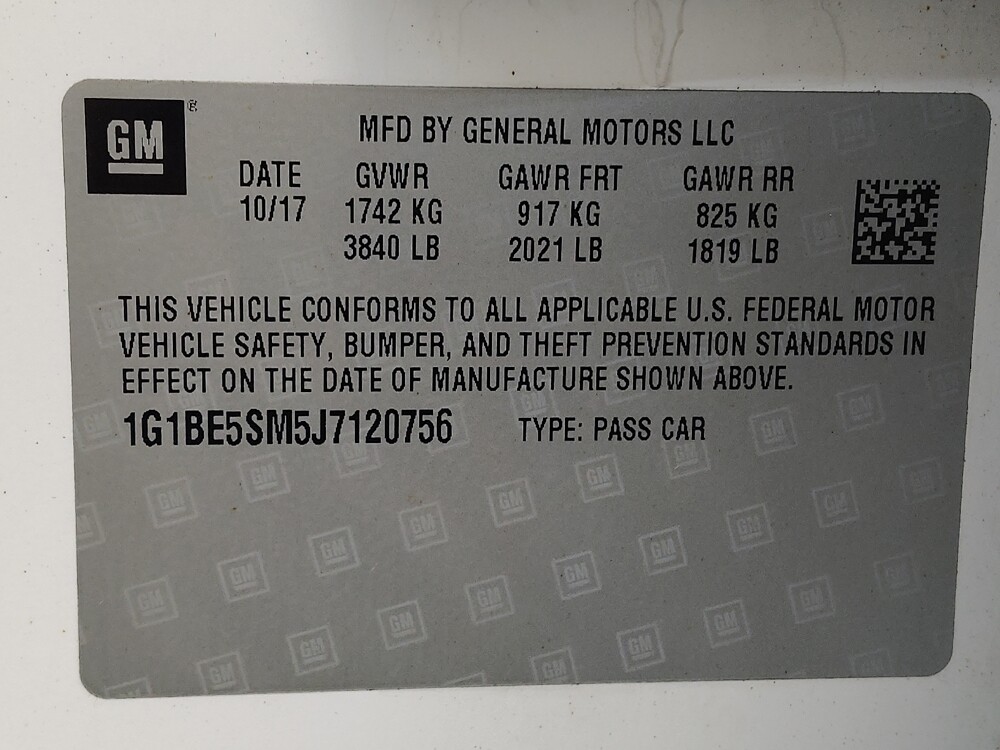 GM ®
MFD BY GENERAL MOTORS LLC
DATE GVWR GAWR FRT GAWR RR
10/17 1742 KG 917 KG 825 KG
3840 LB 2021 LB 1819 LB
THIS VEHICLE CONFORMS TO ALL APPLICABLE U.S. FEDERAL MOTOR
VEHICLE SAFETY, BUMPER, AND THEFT PREVENTION STANDARDS IN
EFFECT ON THE DATE OF MANUFACTURE SHOWN ABOVE.
1G1BE5SM5J7120756 TYPE: PASS CAR